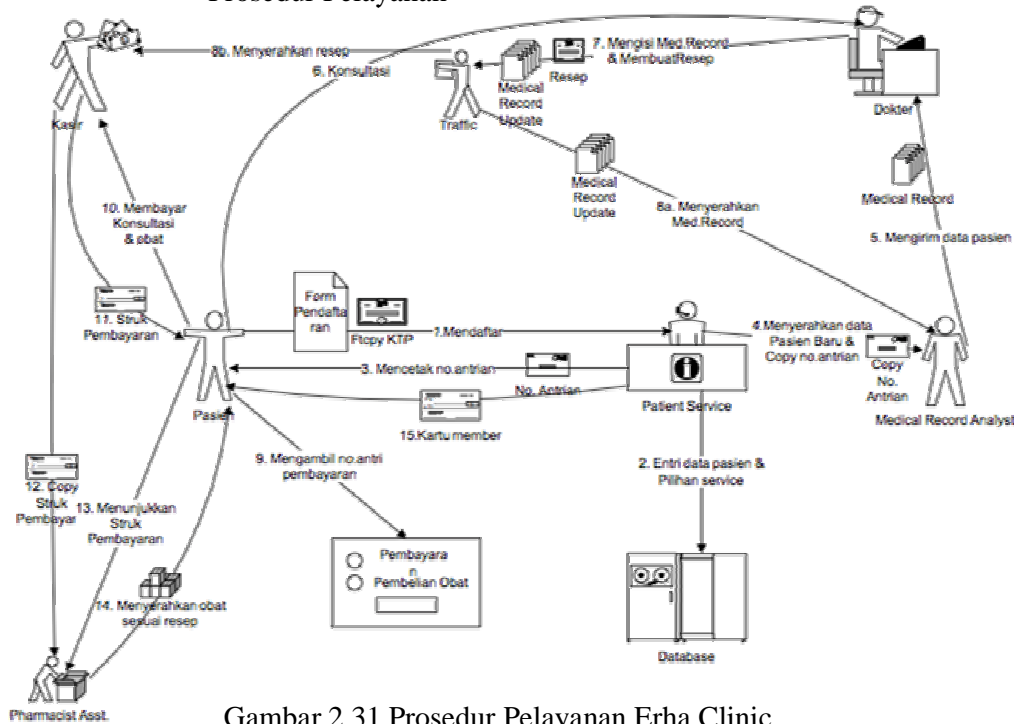 Prosedur Pelayanan
8b. Menyerahkan resep
6. Konsultasi
7. Mengisi Med.Record
& MembuatResep
Resep
Medical
Record
Update
Kasir
Traffic
Dokter
Medical
Record
Update
Medical Record
8a. Menyerahkan
Med.Record
5. Mengirim data pasien
10. Membayar
Konsultasi
& obat
11. Struk
Pembayaran
Form
Pendafta
ran
Ftcpy KTP
1.Mendaftar
3. Mencetak no.antrian
No. Antrian
4.Menyerahkan data
Pasien Baru &
Copy no.antrian
Copy
No.
Antrian
Pasien
Patient Service
Medical Record Analyst
15.Kartu member
9. Mengambil no.antri
pembayaran
2. Entri data pasien &
Pilihan service
12. Copy
Struk
Pembayar
13. Menunjukkan
Struk
Pembayaran
Pembayara
n
Pembelian Obat
14. Menyerahkan obat
sesuai resep
Database
Pharmacist Asst.
Gambar 2.31 Prosedur Pelayanan Erha Clinic